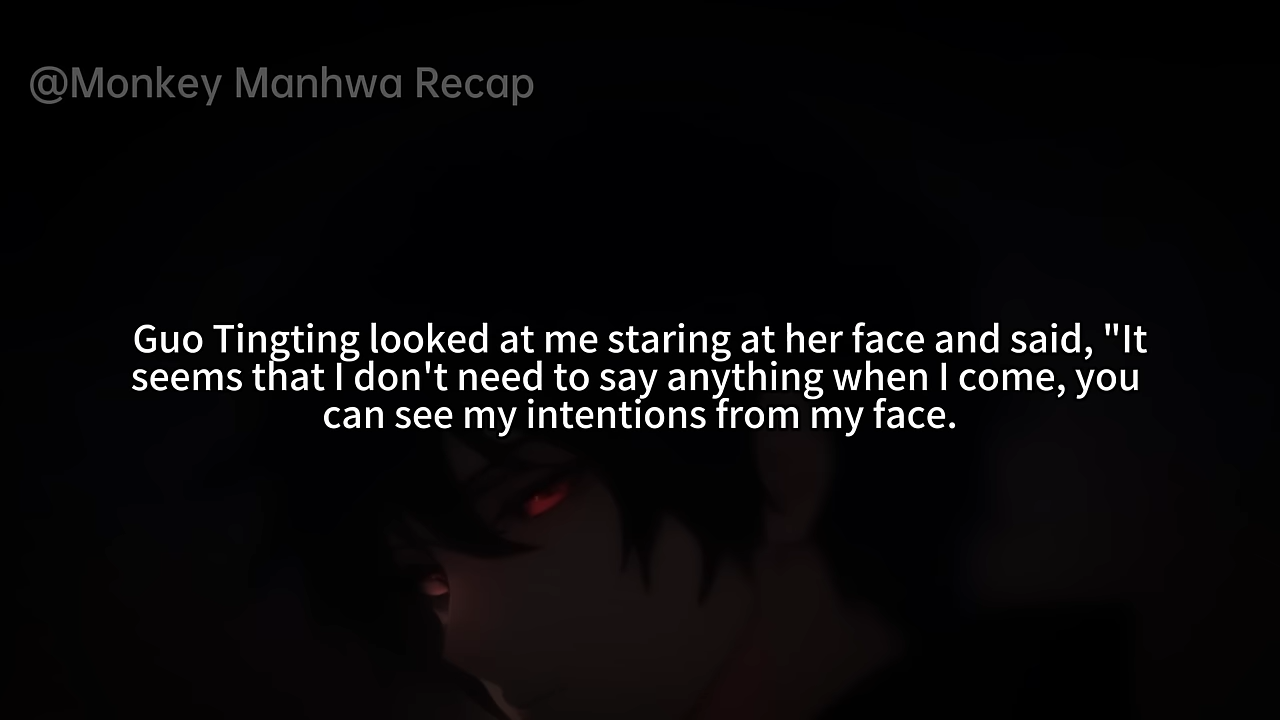 @Monkey Manhwa Recap
Guo Tingting looked at me staring at her face and said, "It
seems that I don't need to say anything when I come, you
can see my intentions from my face.